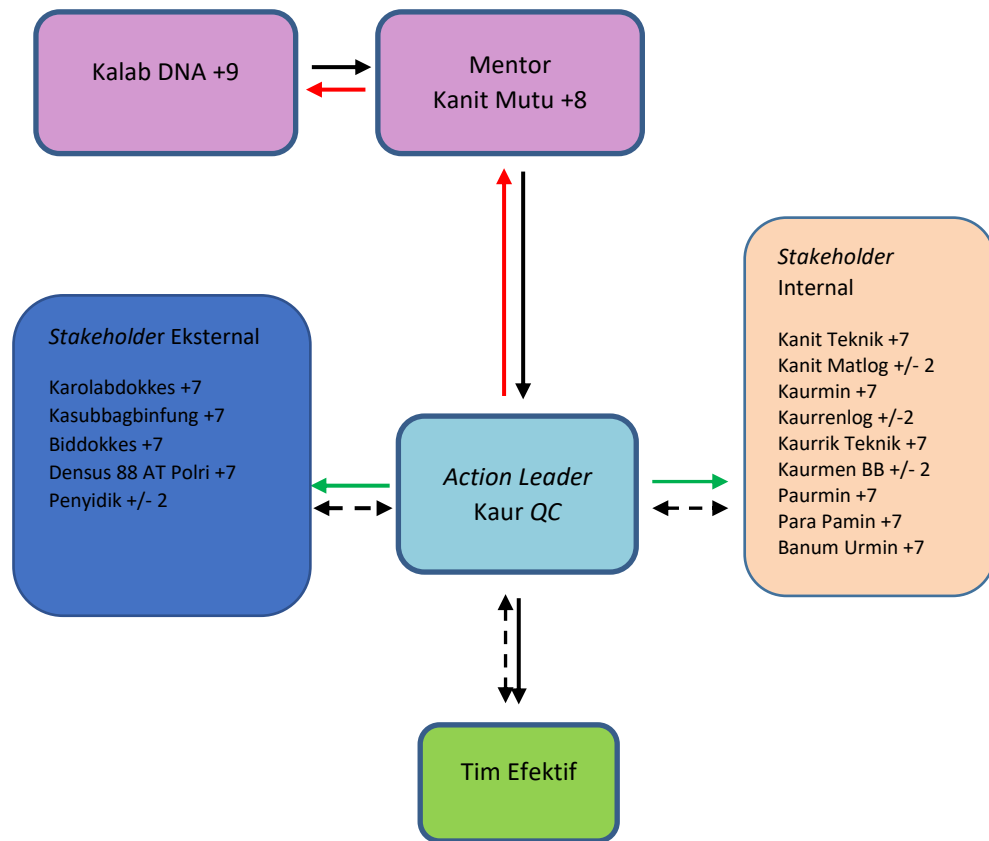 Kalab DNA +9
Mentor
Kanit Mutu +8
Stakeholder Eksternal
Karolabdokkes +7
Kasubbagbinfung +7
Biddokkes +7
Densus 88 AT Polri +7
Penyidik +/- 2
Action Leader
Kaur QC
Stakeholder
Internal
Kanit Teknik +7
Kanit Matlog +/- 2
Kaurmin +7
Kaurrenlog +/-2
Kaurrik Teknik +7
Kaurmen BB +/- 2
Paurmin +7
Para Pamin +7
Banum Urmin +7
Tim Efektif